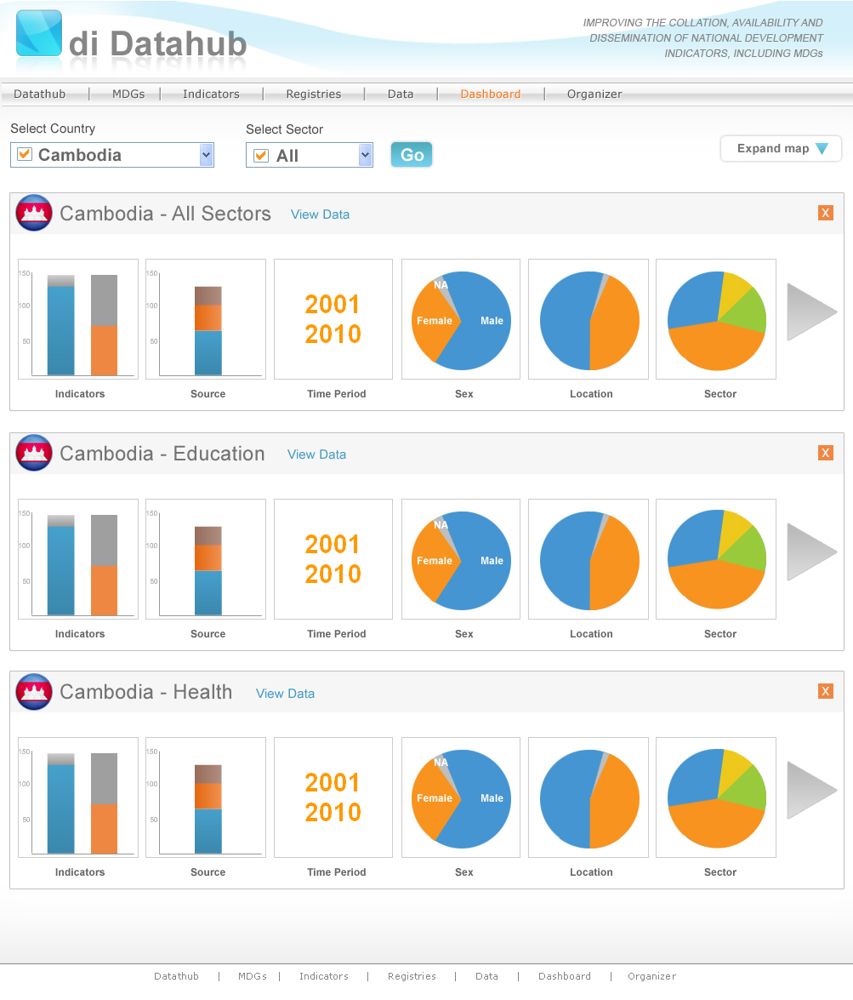 di Datahub
IMPROVING THE COLLATION, AVAILABILITY AND
DISSEMINATION OF NATIONAL DEVELOPMENT
INDICATORS, INCLUDING MDGs
Datathub | MDGs | Indicators | Registries | Data | Dashboard | Organizer
Select Country
Select Sector
Cambodia
All
Go
Expand map
Cambodia - All Sectors View Data X
150
100
50
Indicators
150
100
50
Source
2001
2010
Time Period
NA
Female Male
Sex
Location
Sector
Cambodia - Education View Data X
150
100
50
Indicators
150
100
50
Source
2001
2010
Time Period
NA
Female Male
Sex
Location
Sector
Cambodia - Health View Data X
150
100
50
Indicators
150
100
50
Source
2001
2010
Time Period
NA
Female Male
Sex
Location
Sector
Datathub | MDGs | Indicators | Registries | Data | Dashboard | Organizer